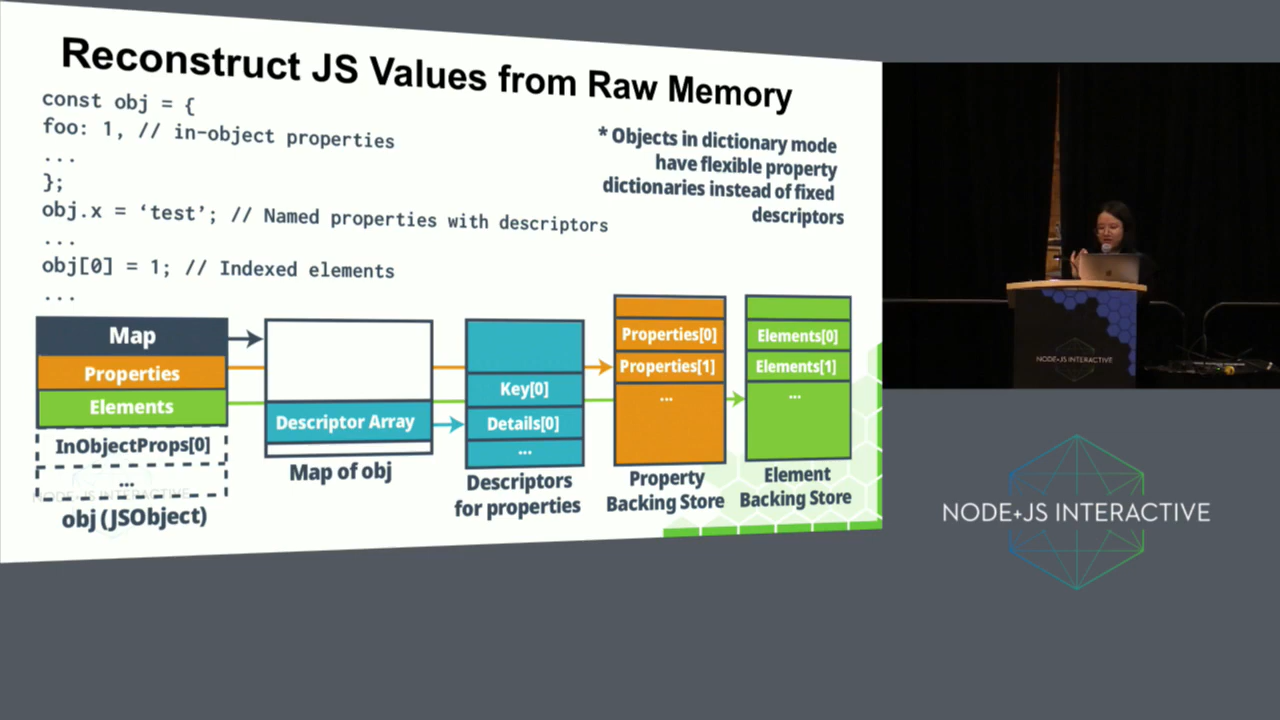 Reconstruct JS Values from Raw Memory
const obj = {
foo: 1, // in-object properties
...
};
obj.x = ‘test’; // Named properties with descriptors
...
obj[0] = 1; // Indexed elements
...
* Objects in dictionary mode
have flexible property
dictionaries instead of fixed
descriptors
Map
Properties
Elements
InObjectProps[0]
...
obj (JSObject)
Descriptor Array
Map of obj
Key[0]
Details[0]
...
Descriptors
for properties
Properties[0]
Properties[1]
...
Property
Backing Store
Elements[0]
Elements[1]
...
Element
Backing Store
NODE+JS INTERACTIVE
NODE+JS INTERACTIVE
NODE+JS INTERACTIVE